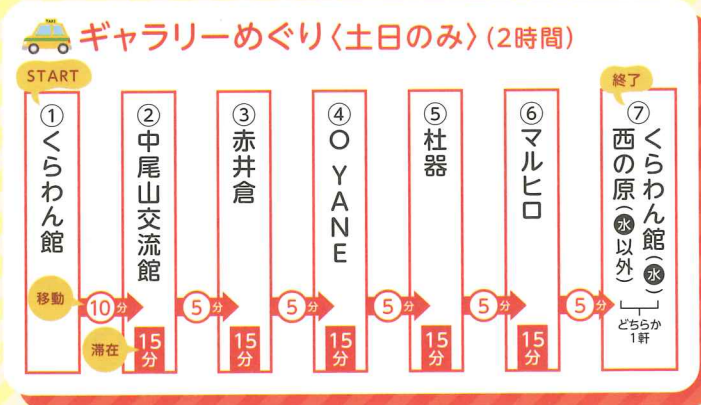 TAXI
ギャラリーめぐり〈土日のみ〉(2時間)
START
①くらわん館
移動
10分
②中尾山交流館
滞在
15分
5分
③赤井倉
15分
5分
④O YANE
15分
5分
⑤杜器
15分
5分
⑥マルヒロ
15分
5分
終了
⑦くらわん館(水)
西の原(水以外)
どちらか
1軒